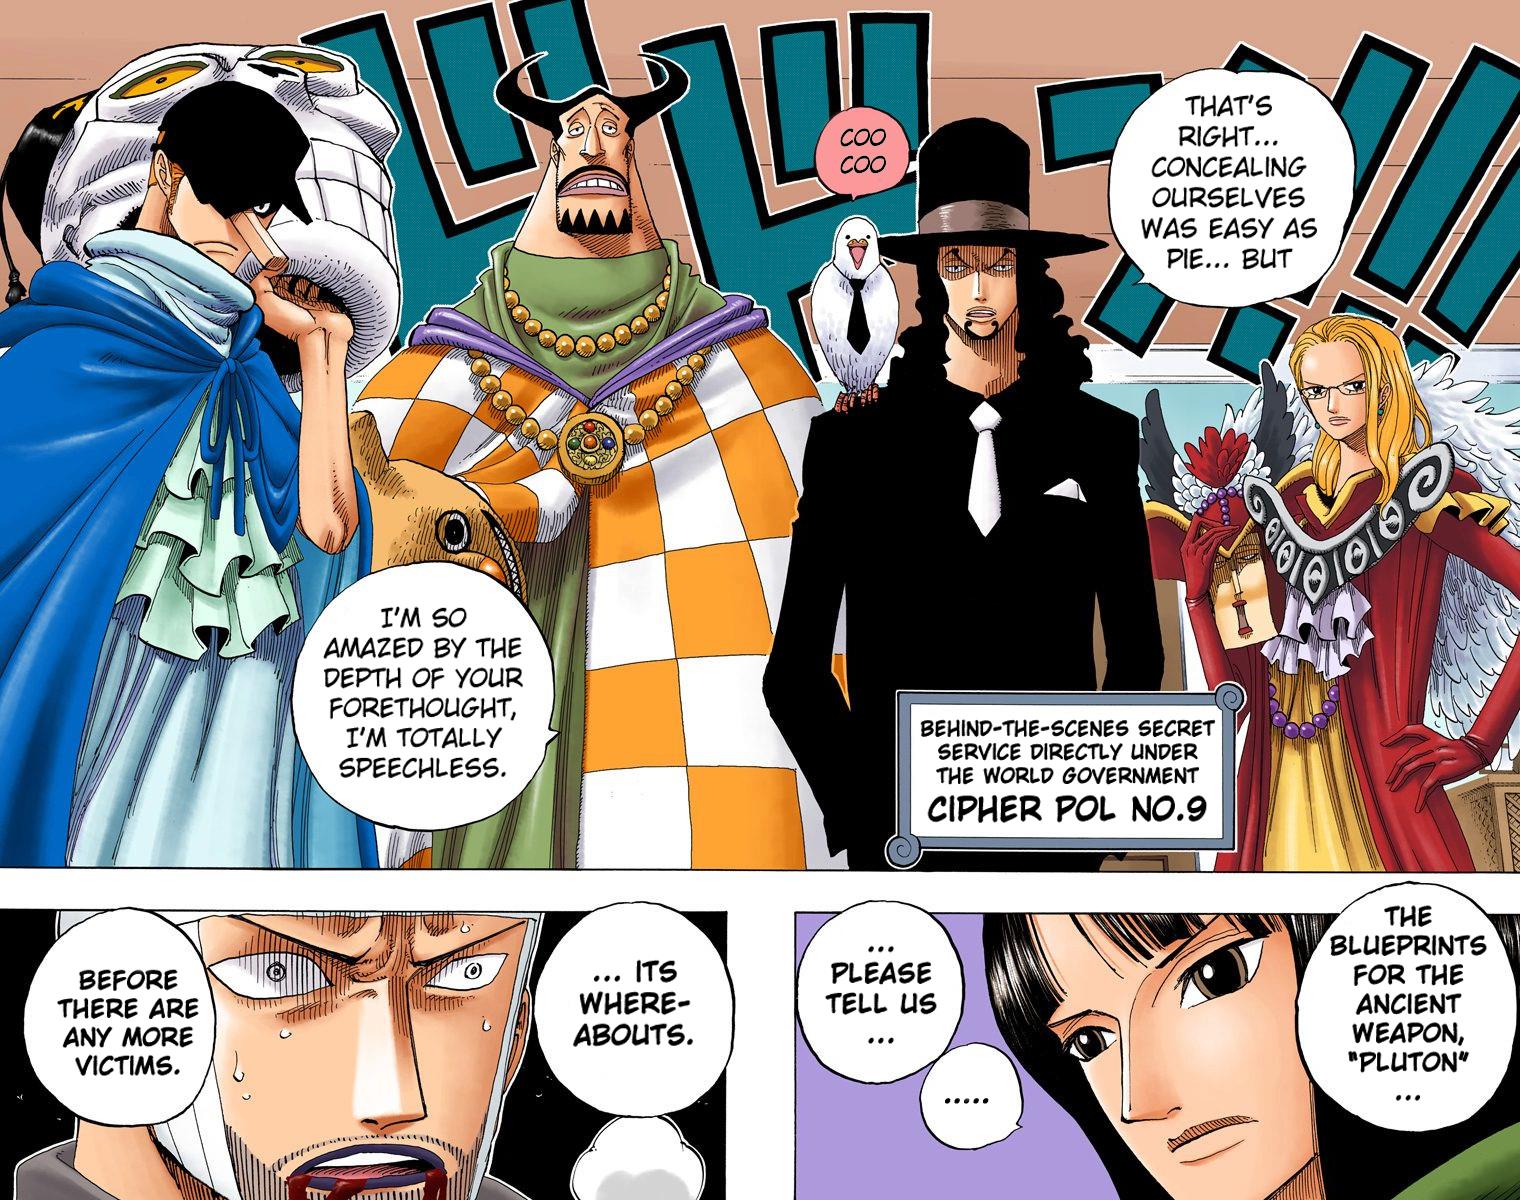 THAT'S
RIGHT...
CONCEALING
OURSELVES
WAS EASY AS
PIE... BUT
COO
COO
I'M SO
AMAZED BY THE
DEPTH OF YOUR
FORETHOUGHT,
I'M TOTALLY
SPEECHLESS.
BEHIND-THE-SCENES SECRET
SERVICE DIRECTLY UNDER
THE WORLD GOVERNMENT
CIPHER POL NO.9
THE
BLUEPRINTS
FOR THE
ANCIENT
WEAPON,
"PLUTON"
...
...
PLEASE
TELL US
...
.....
... ITS
WHERE-
ABOUTS.
BEFORE
THERE ARE
ANY MORE
VICTIMS.